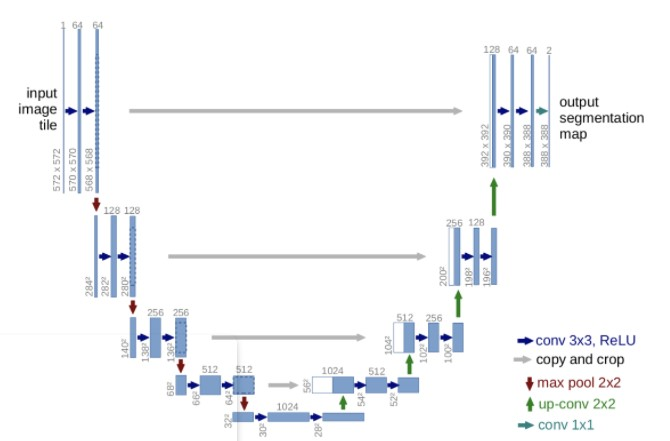 1 64 64
128 64 64 2
input
image
tile
output
segmentation
map
572 x 572
570 x 570
568 x 568
392 x 392
390 x 390
388 x 388
388 x 388
128 128
256 128
284²
282²
280²
200²
198²
196²
256 256
512 256
140²
138²
136²
104²
102²
100²
512 512
1024 512
68²
66²
64²
56²
54²
52²
1024
32²
30²
28²
conv 3x3, ReLU
copy and crop
max pool 2x2
up-conv 2x2
conv 1x1